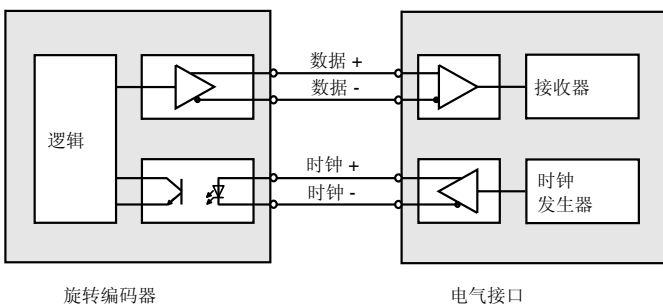 数据 +
数据 -
逻辑
接收器
时钟 +
时钟 -
时钟
发生器
旋转编码器
电气接口